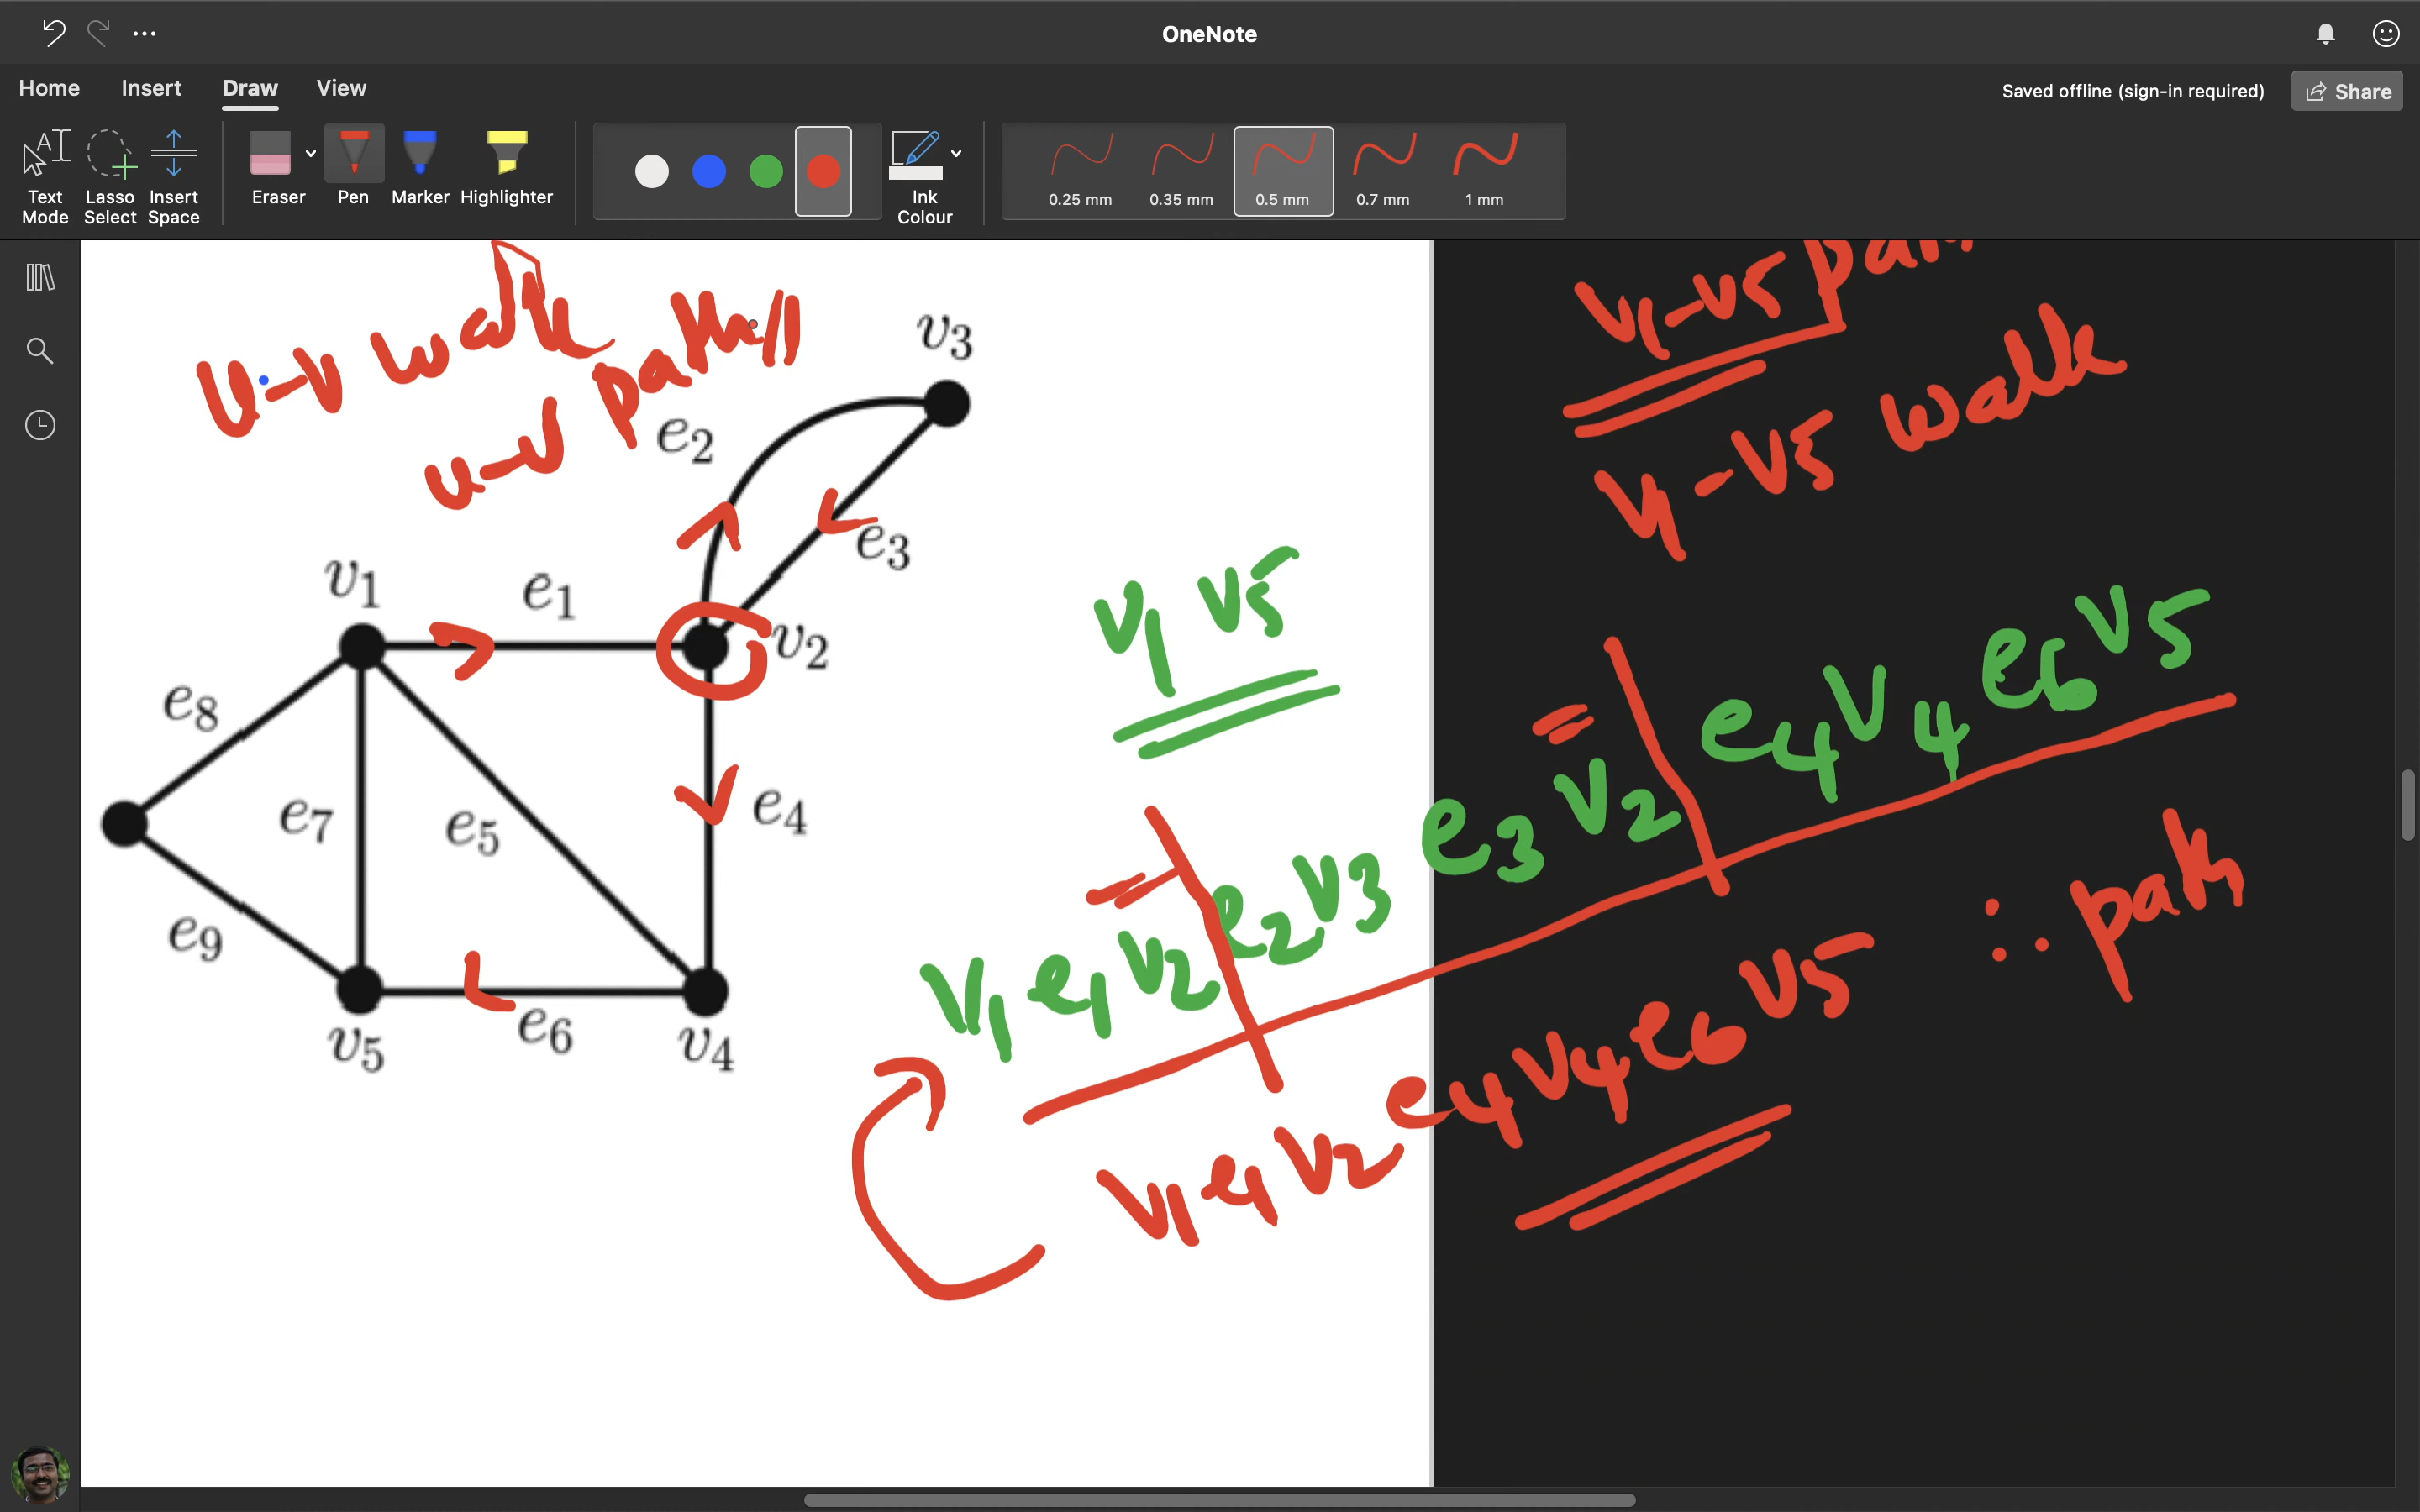 OneNote
Home Insert Draw View
Saved offline (sign-in required) Share
Text Mode
Lasso Select
Insert Space
Eraser
Pen
Marker
Highlighter
Ink Colour
0.25 mm 0.35 mm 0.5 mm 0.7 mm 1 mm
u-v walk
u-v path
v3
e2
e3
v1
e1
v2
e8
e7
e5
e4
e9
v5
e6
v4
v1-v5 path
v1-v5 walk
v1 v5
v1 e1 v2 e2 v3 e3 v2 e4 v4 e6 v5
v1 e1 v2 e4 v4 e6 v5 ∴ path